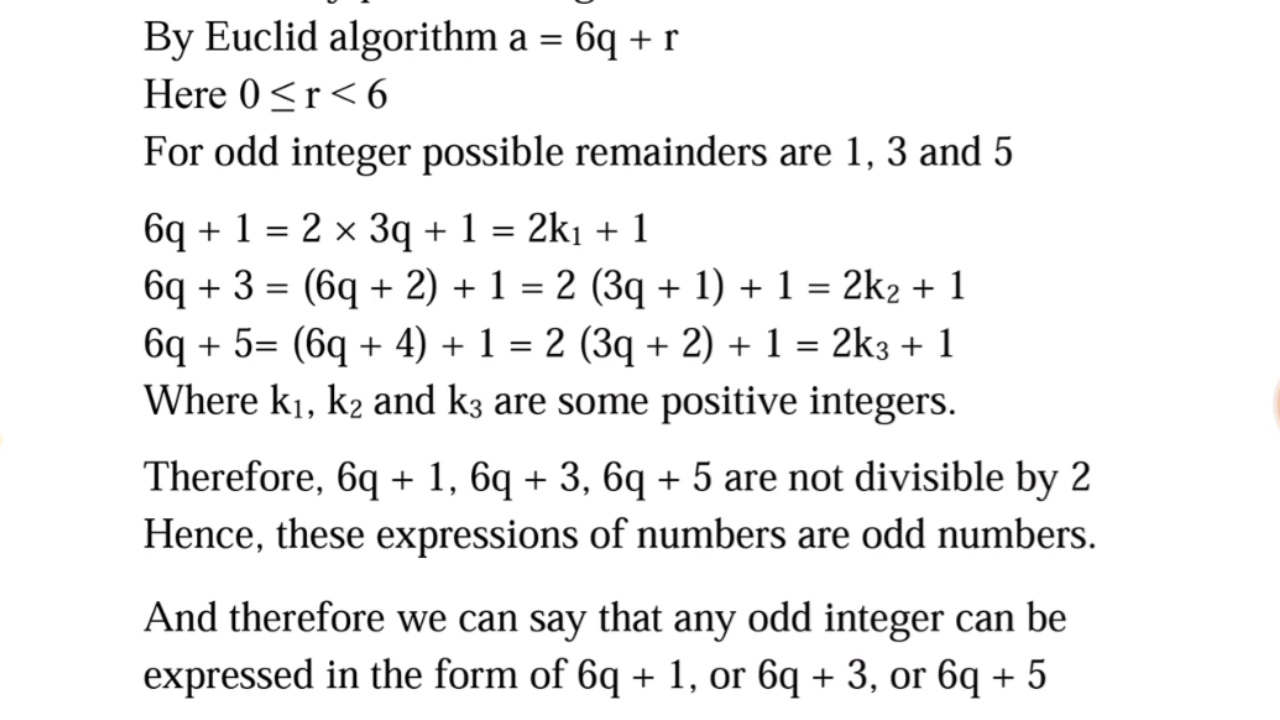 By Euclid algorithm a = 6q + r
Here 0 ≤ r < 6
For odd integer possible remainders are 1, 3 and 5
6q + 1 = 2 × 3q + 1 = 2k₁ + 1
6q + 3 = (6q + 2) + 1 = 2 (3q + 1) + 1 = 2k₂ + 1
6q + 5= (6q + 4) + 1 = 2 (3q + 2) + 1 = 2k₃ + 1
Where k₁, k₂ and k₃ are some positive integers.
Therefore, 6q + 1, 6q + 3, 6q + 5 are not divisible by 2
Hence, these expressions of numbers are odd numbers.
And therefore we can say that any odd integer can be
expressed in the form of 6q + 1, or 6q + 3, or 6q + 5